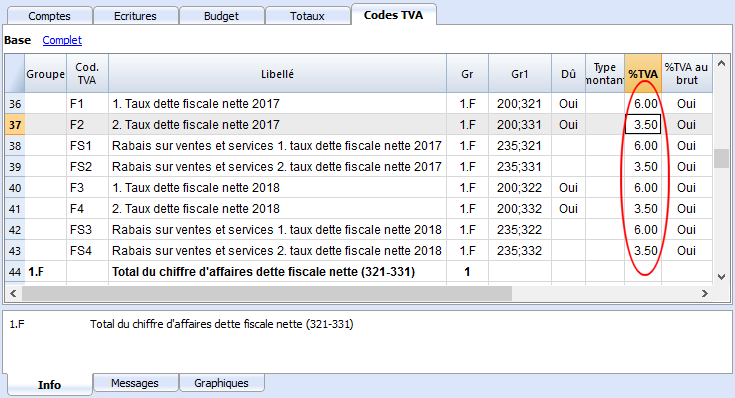 Comptes Ecritures Budget Totaux Codes TVA
Base Complet
Groupe Cod. TVA Libellé Gr Gr1 Dû Type montant %TVA %TVA au brut
36 F1 1. Taux dette fiscale nette 2017 1.F 200;321 Oui 6.00 Oui
37 F2 2. Taux dette fiscale nette 2017 1.F 200;331 Oui 3.50 Oui
38 FS1 Rabais sur ventes et services 1. taux dette fiscale nette 2017 1.F 235;321 6.00 Oui
39 FS2 Rabais sur ventes et services 2. taux dette fiscale nette 2017 1.F 235;331 3.50 Oui
40 F3 1. Taux dette fiscale nette 2018 1.F 200;322 Oui 6.00 Oui
41 F4 2. Taux dette fiscale nette 2018 1.F 200;332 Oui 3.50 Oui
42 FS3 Rabais sur ventes et services 1. taux dette fiscale nette 2018 1.F 235;322 6.00 Oui
43 FS4 Rabais sur ventes et services 2. taux dette fiscale nette 2018 1.F 235;332 3.50 Oui
44 1.F Total du chiffre d'affaires dette fiscale nette (321-331) 1
1.F Total du chiffre d'affaires dette fiscale nette (321-331)
Info Messages Graphiques